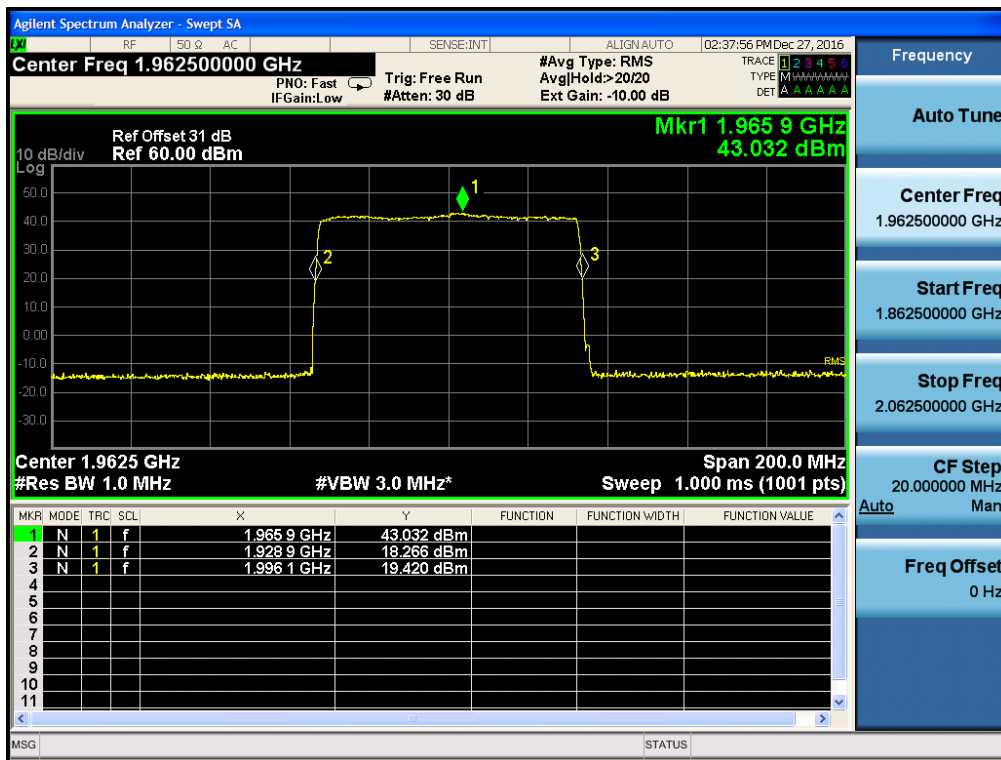 Agilent Spectrum Analyzer - Swept SA
LXI RF 50 Ω AC SENSE:INT ALIGN AUTO 02:37:56 PM Dec 27, 2016
Center Freq 1.962500000 GHz
PNO: Fast
IFGain:Low
Trig: Free Run
#Atten: 30 dB
#Avg Type: RMS
Avg|Hold:>20/20
Ext Gain: -10.00 dB
TRACE 1 2 3 4 5 6
TYPE M
DET A A A A A A
Ref Offset 31 dB
10 dB/div Ref 60.00 dBm
Log
Mkr1 1.965 9 GHz
43.032 dBm
50.0
40.0
30.0
20.0
10.0
0.00
-10.0
-20.0
-30.0
1
2
3
RMS
Center 1.9625 GHz Span 200.0 MHz
#Res BW 1.0 MHz #VBW 3.0 MHz* Sweep 1.000 ms (1001 pts)
MKR MODE TRC SCL X Y FUNCTION FUNCTION WIDTH FUNCTION VALUE
1 N 1 f 1.965 9 GHz 43.032 dBm
2 N 1 f 1.928 9 GHz 18.266 dBm
3 N 1 f 1.996 1 GHz 19.420 dBm
4
5
6
7
8
9
10
11
MSG STATUS
Frequency
Auto Tune
Center Freq
1.962500000 GHz
Start Freq
1.862500000 GHz
Stop Freq
2.062500000 GHz
CF Step
20.000000 MHz
Auto Man
Freq Offset
0 Hz